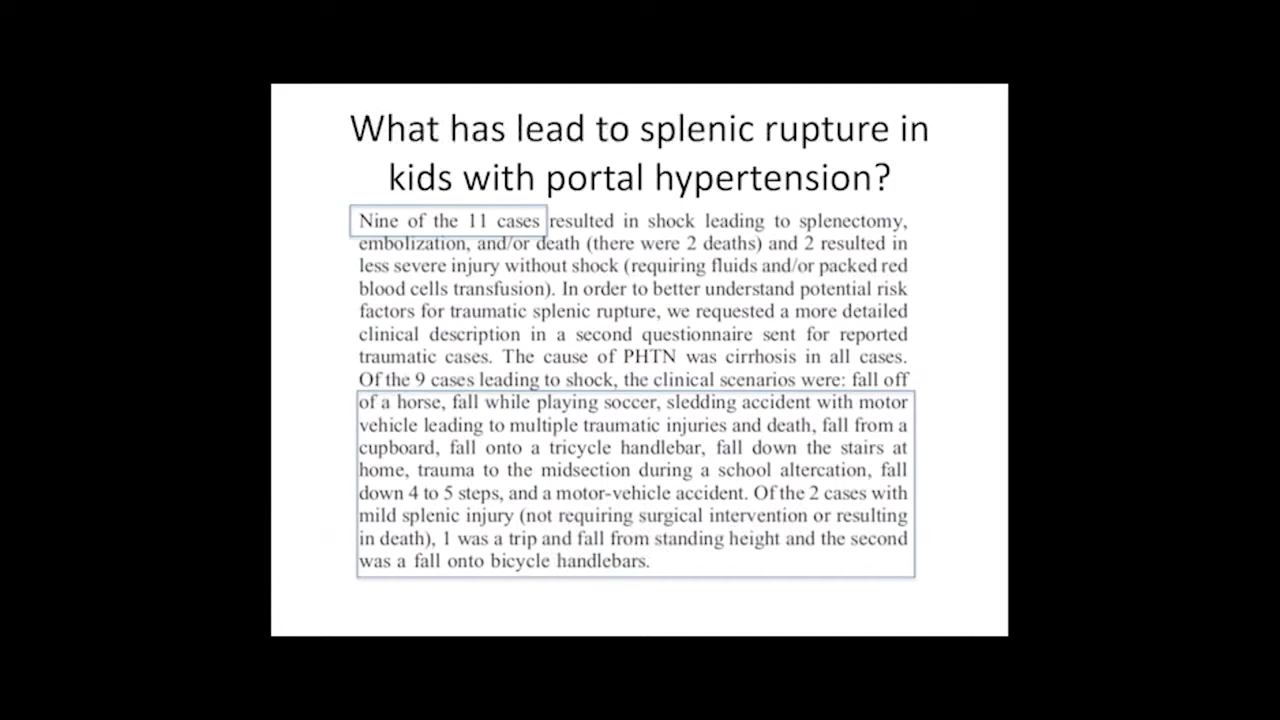 What has lead to splenic rupture in
kids with portal hypertension?
Nine of the 11 cases resulted in shock leading to splenectomy,
embolization, and/or death (there were 2 deaths) and 2 resulted in
less severe injury without shock (requiring fluids and/or packed red
blood cells transfusion). In order to better understand potential risk
factors for traumatic splenic rupture, we requested a more detailed
clinical description in a second questionnaire sent for reported
traumatic cases. The cause of PHTN was cirrhosis in all cases.
Of the 9 cases leading to shock, the clinical scenarios were: fall off
of a horse, fall while playing soccer, sledding accident with motor
vehicle leading to multiple traumatic injuries and death, fall from a
cupboard, fall onto a tricycle handlebar, fall down the stairs at
home, trauma to the midsection during a school altercation, fall
down 4 to 5 steps, and a motor-vehicle accident. Of the 2 cases with
mild splenic injury (not requiring surgical intervention or resulting
in death), 1 was a trip and fall from standing height and the second
was a fall onto bicycle handlebars.